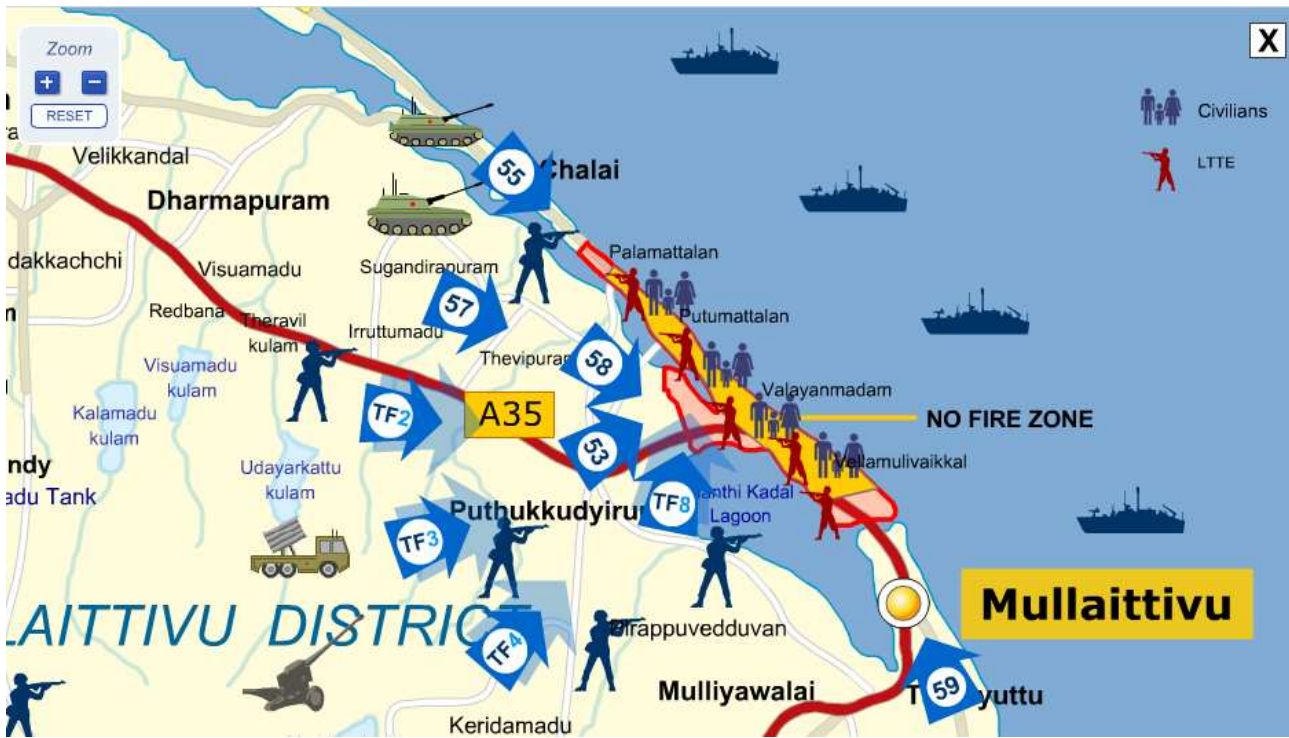 Zoom
+
−
RESET
X
Civilians
LTTE
Velikkandal
Chalai
55
Dharmapuram
dakkachchi
Visuamadu
Sugandirapuram
Palamattalan
Redbana
Theravil
kulam
Irruttumadu
57
Putumattalan
Visuamadu
kulam
Thevipuram
58
Valayanmadam
Kalamadu
kulam
TF2
A35
NO FIRE ZONE
53
Vellamulivaikkal
ndy
adu Tank
Udayarkattu
kulam
Puthukkudyiru
TF8
anthi Kadal
Lagoon
TF3
LAITTIVU DISTRICT
Mullaittivu
TF4
Dirappuvedduvan
Mulliyawalai
59
T yuttu
Keridamadu